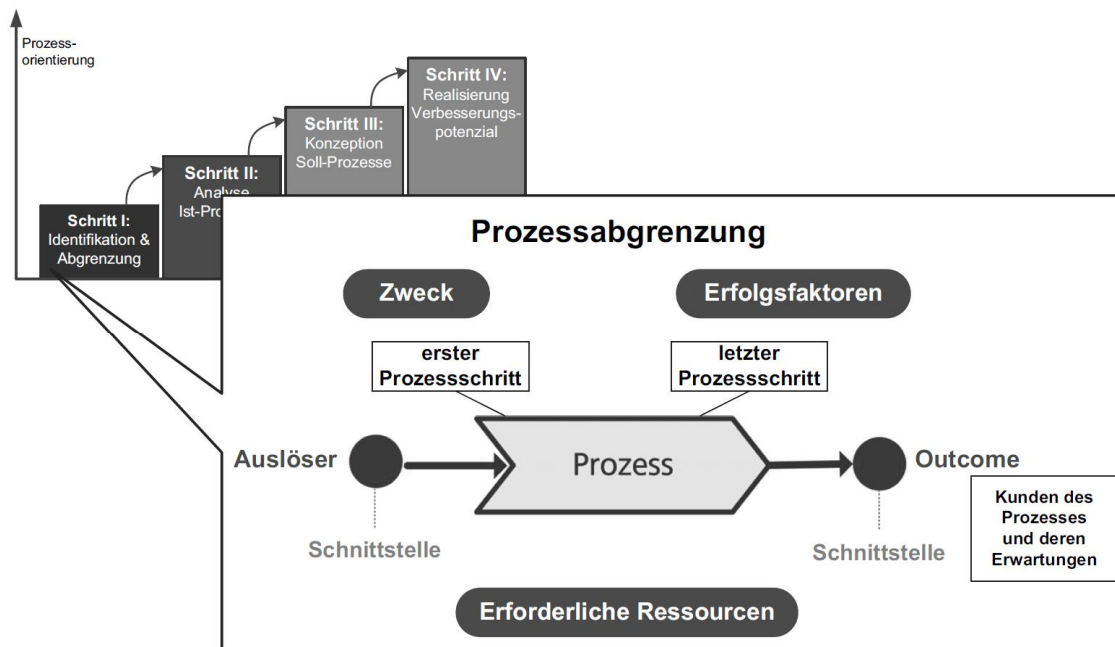 Prozess-
orientierung
Schritt IV:
Realisierung
Verbesserungs-
potenzial
Schritt III:
Konzeption
Soll-Prozesse
Schritt II:
Analyse
Schritt I:
Identifikation &
Abgrenzung
Prozessabgrenzung
Zweck
Erfolgsfaktoren
erster
Prozessschritt
letzter
Prozessschritt
Auslöser
Prozess
Outcome
Schnittstelle
Schnittstelle
Kunden des
Prozesses
und deren
Erwartungen
Erforderliche Ressourcen